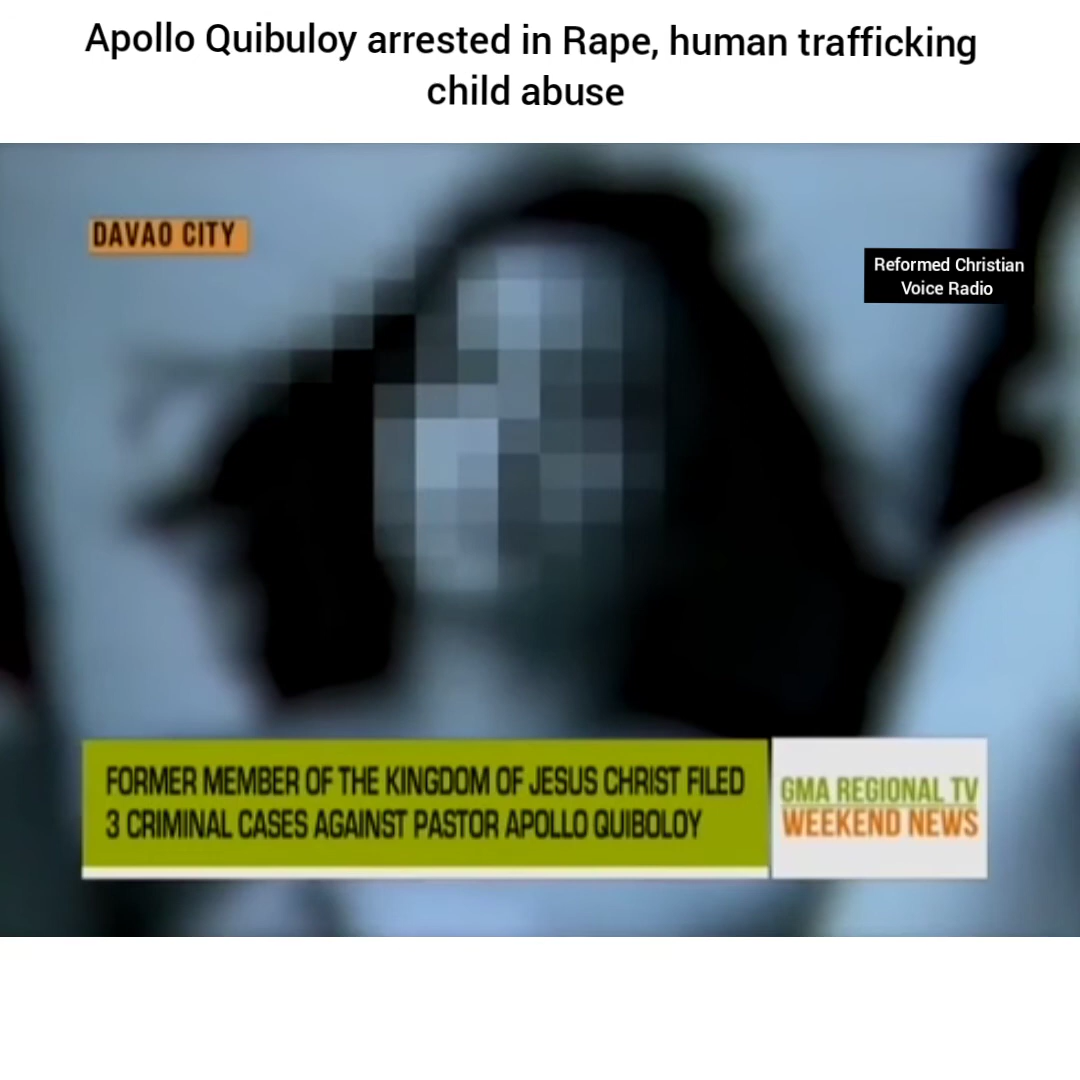 Apollo Quibuloy arrested in Rape, human trafficking
child abuse
DAVAO CITY
Reformed Christian
Voice Radio
FORMER MEMBER OF THE KINGDOM OF JESUS CHRIST FILED
3 CRIMINAL CASES AGAINST PASTOR APOLLO QUIBOLOY
GMA REGIONAL TV
WEEKEND NEWS